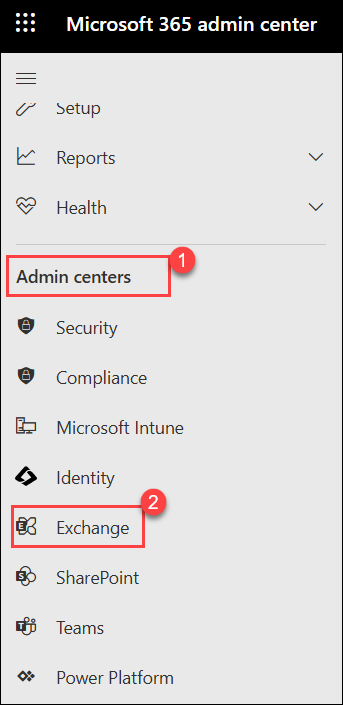 Microsoft 365 admin center
Setup
Reports
Health
1
Admin centers
Security
Compliance
Microsoft Intune
Identity
2
Exchange
SharePoint
Teams
Power Platform